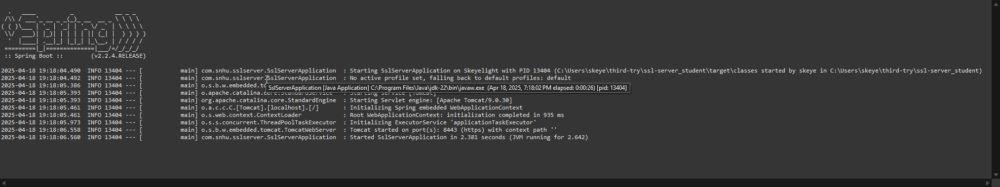 .   ____          _            __ _ _
 /\\ / ___'_ __ _ _(_)_ __  __ _ \ \ \ \
( ( )\___ | '_ | '_| | '_ \/ _` | \ \ \ \
 \\/  ___)| |_)| | | | | || (_| |  ) ) ) )
  '  |____| .__|_| |_|_| |_\__, | / / / /
 =========|_|==============|___/=/_/_/_/
 :: Spring Boot ::        (v2.2.4.RELEASE)
2025-04-18 19:18:04.490  INFO 13404 --- [           main] com.snhu.sslserver.SslServerApplication  : Starting SslServerApplication on Skeyelight with PID 13404 (C:\Users\skeye\third-try\ssl-server_student\target\classes started by skeye in C:\Users\skeye\third-try\ssl-server_student)
2025-04-18 19:18:04.492  INFO 13404 --- [           main] com.snhu.sslserver.SslServerApplication  : No active profile set, falling back to default profiles: default
2025-04-18 19:18:05.386  INFO 13404 --- [           main] o.s.b.w.embedded.to
SslServerApplication [Java Application] C:\Program Files\Java\jdk-22\bin\javaw.exe (Apr 18, 2025, 7:18:02 PM elapsed: 0:00:26) [pid: 13404]
2025-04-18 19:18:05.393  INFO 13404 --- [           main] o.apache.catalina.core.StandardService   : Starting service [Tomcat]
2025-04-18 19:18:05.393  INFO 13404 --- [           main] org.apache.catalina.core.StandardEngine  : Starting Servlet engine: [Apache Tomcat/9.0.30]
2025-04-18 19:18:05.461  INFO 13404 --- [           main] o.a.c.c.C.[Tomcat].[localhost].[/]       : Initializing Spring embedded WebApplicationContext
2025-04-18 19:18:05.461  INFO 13404 --- [           main] o.s.web.context.ContextLoader            : Root WebApplicationContext: initialization completed in 935 ms
2025-04-18 19:18:05.973  INFO 13404 --- [           main] o.s.s.concurrent.ThreadPoolTaskExecutor  : Initializing ExecutorService 'applicationTaskExecutor'
2025-04-18 19:18:06.558  INFO 13404 --- [           main] o.s.b.w.embedded.tomcat.TomcatWebServer  : Tomcat started on port(s): 8443 (https) with context path ''
2025-04-18 19:18:06.560  INFO 13404 --- [           main] com.snhu.sslserver.SslServerApplication  : Started SslServerApplication in 2.381 seconds (JVM running for 2.642)